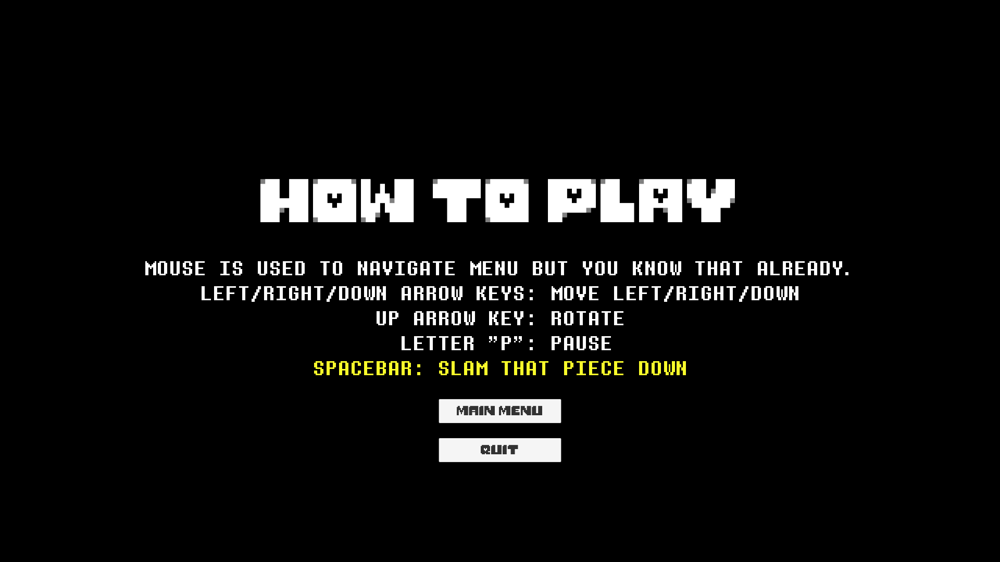 HOW TO PLAY
MOUSE IS USED TO NAVIGATE MENU BUT YOU KNOW THAT ALREADY.
LEFT/RIGHT/DOWN ARROW KEYS: MOVE LEFT/RIGHT/DOWN
UP ARROW KEY: ROTATE
LETTER ”P”: PAUSE
SPACEBAR: SLAM THAT PIECE DOWN
MAIN MENU
QUIT